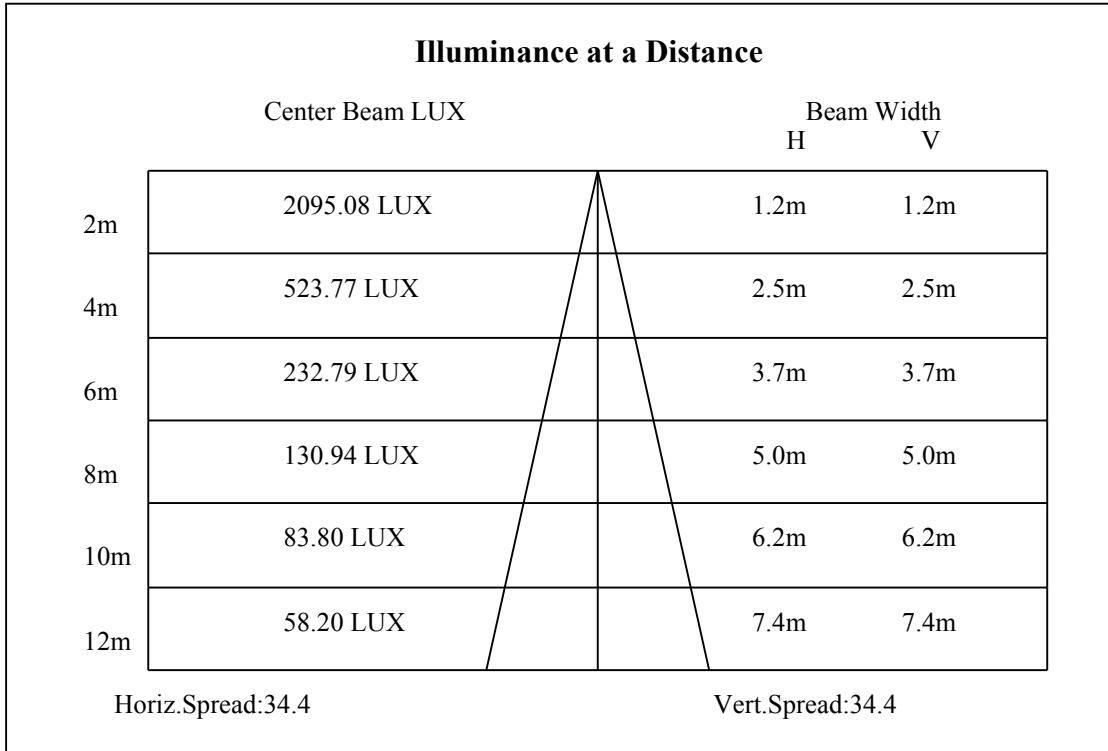 Illuminance at a Distance
Center Beam LUX Beam Width
H V
2m 2095.08 LUX 1.2m 1.2m
4m 523.77 LUX 2.5m 2.5m
6m 232.79 LUX 3.7m 3.7m
8m 130.94 LUX 5.0m 5.0m
10m 83.80 LUX 6.2m 6.2m
12m 58.20 LUX 7.4m 7.4m
Horiz.Spread:34.4 Vert.Spread:34.4